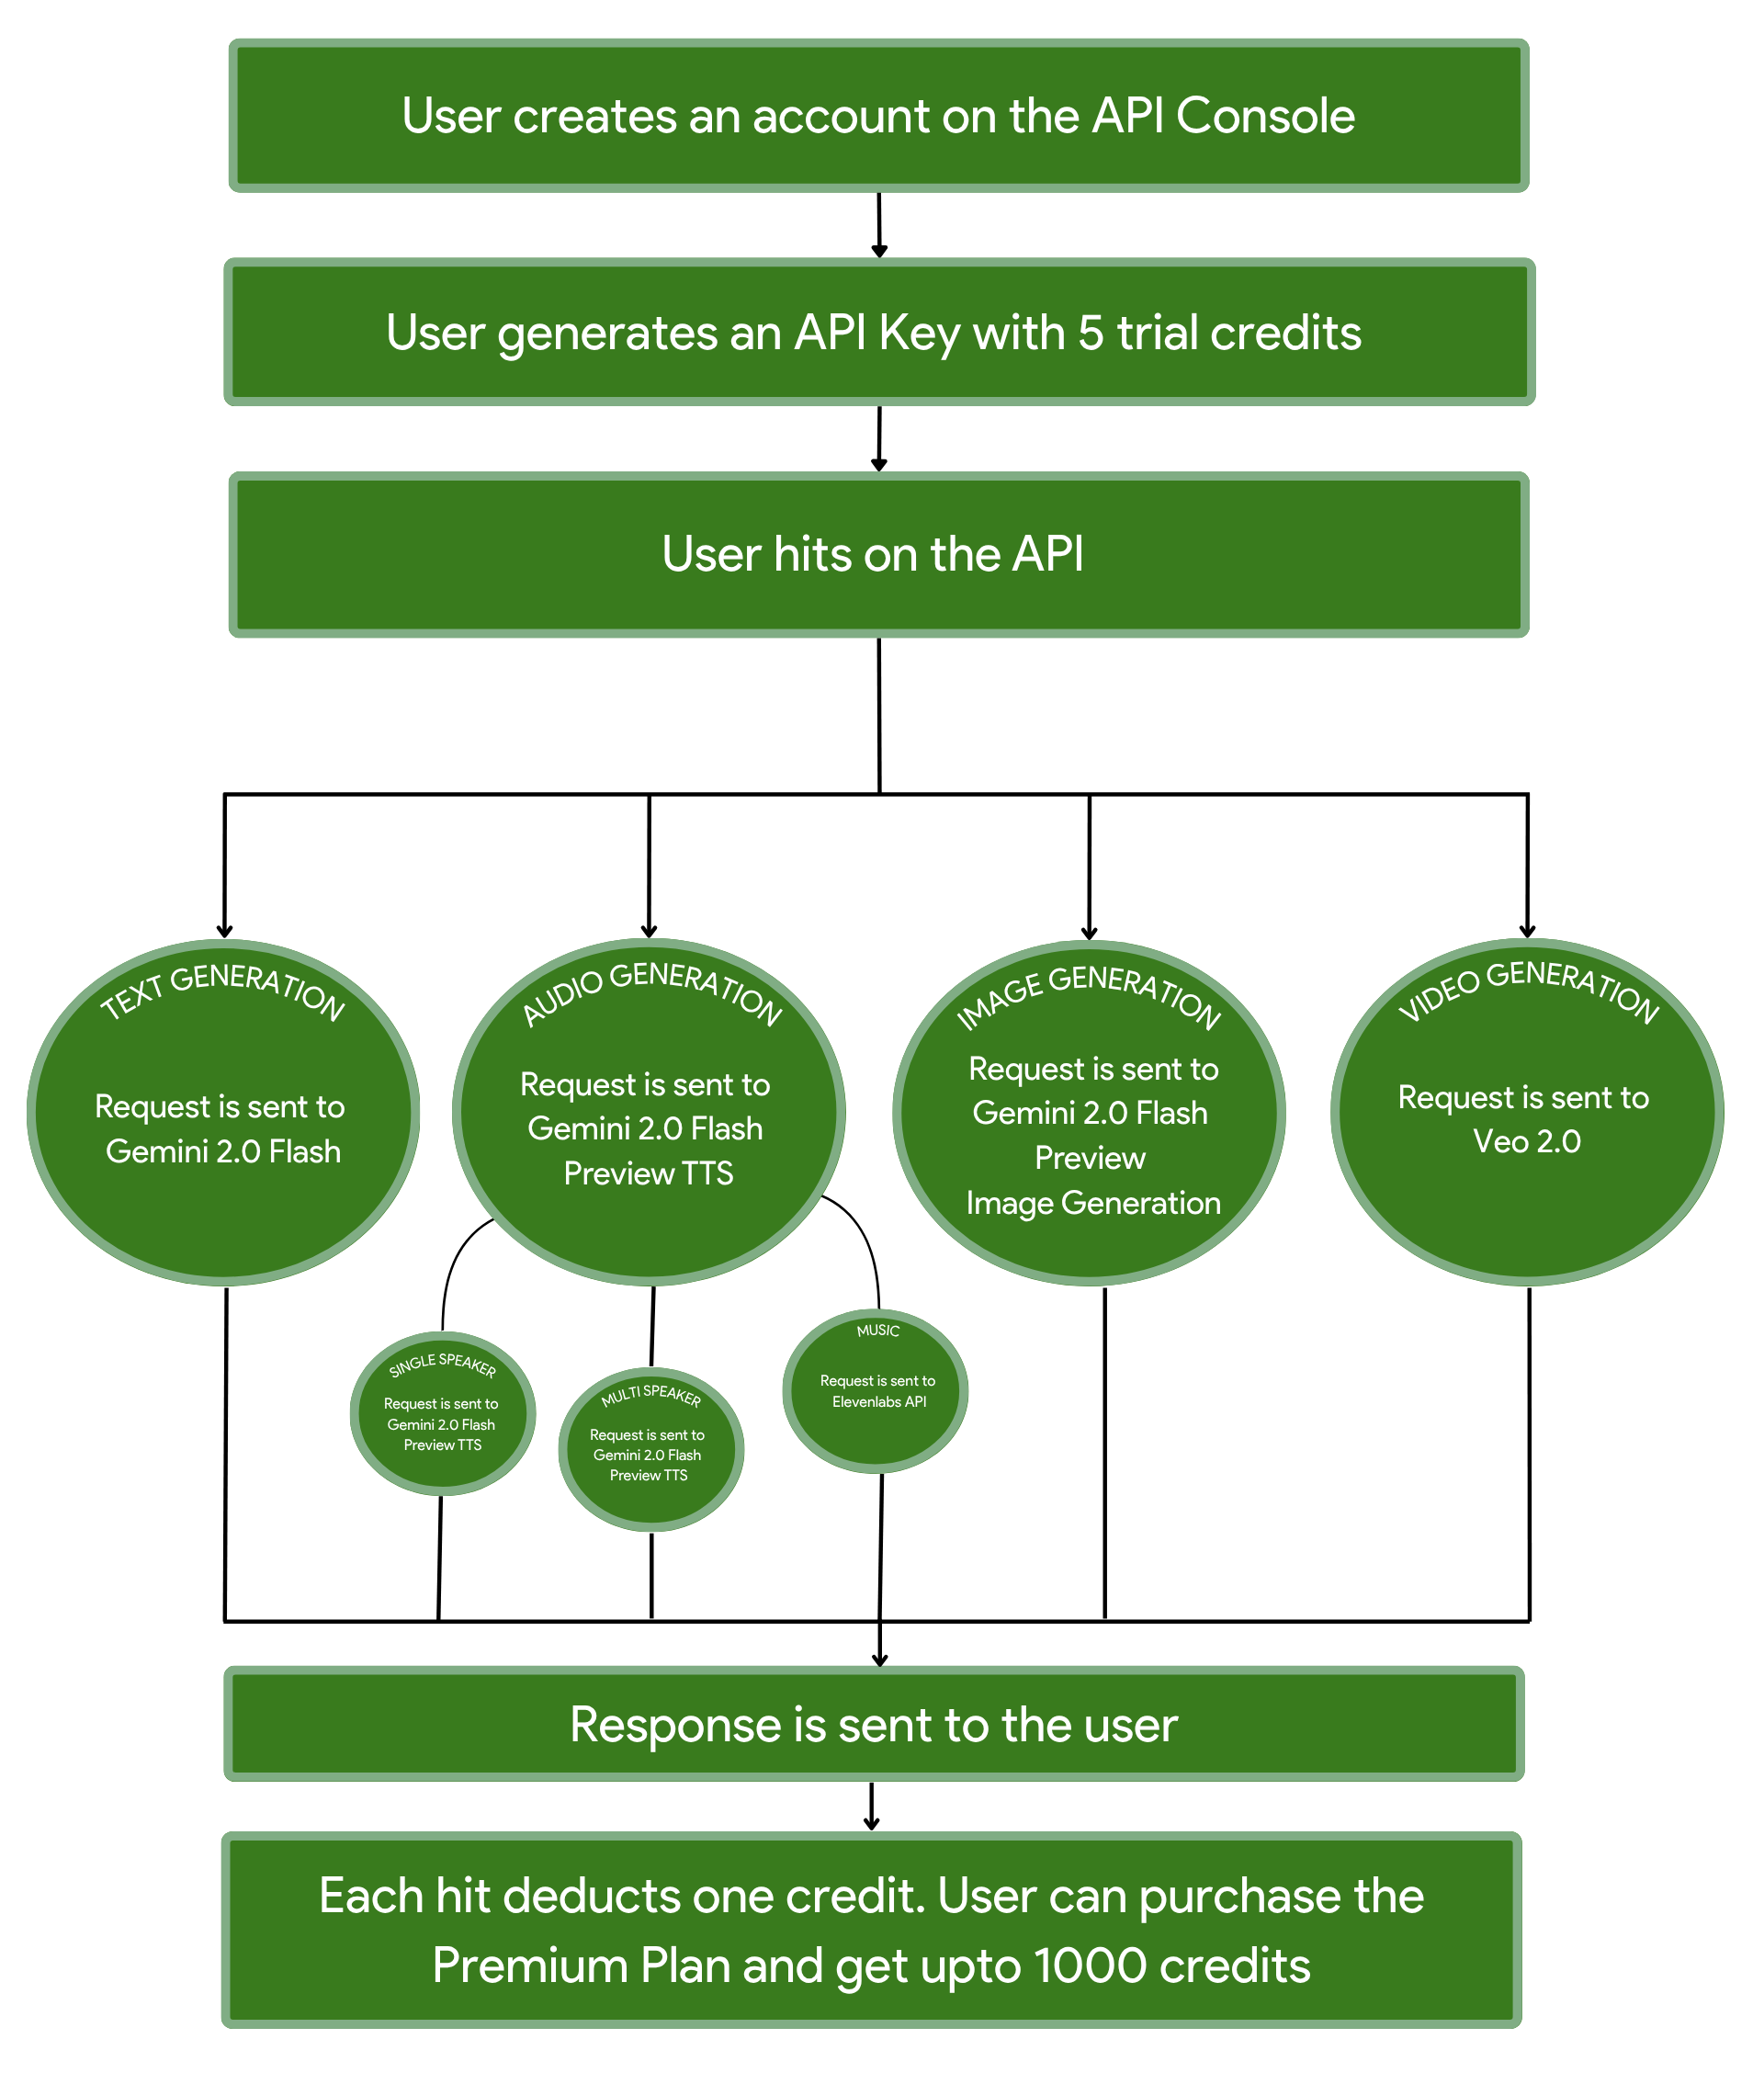 User creates an account on the API Console
User generates an API Key with 5 trial credits
User hits on the API
TEXT GENERATION
Request is sent to
Gemini 2.0 Flash
AUDIO GENERATION
Request is sent to
Gemini 2.0 Flash
Preview TTS
IMAGE GENERATION
Request is sent to
Gemini 2.0 Flash
Preview
Image Generation
VIDEO GENERATION
Request is sent to
Veo 2.0
SINGLE SPEAKER
Request is sent to
Gemini 2.0 Flash
Preview TTS
MULTI SPEAKER
Request is sent to
Gemini 2.0 Flash
Preview TTS
MUSIC
Request is sent to
Elevenlabs API
Response is sent to the user
Each hit deducts one credit. User can purchase the
Premium Plan and get upto 1000 credits